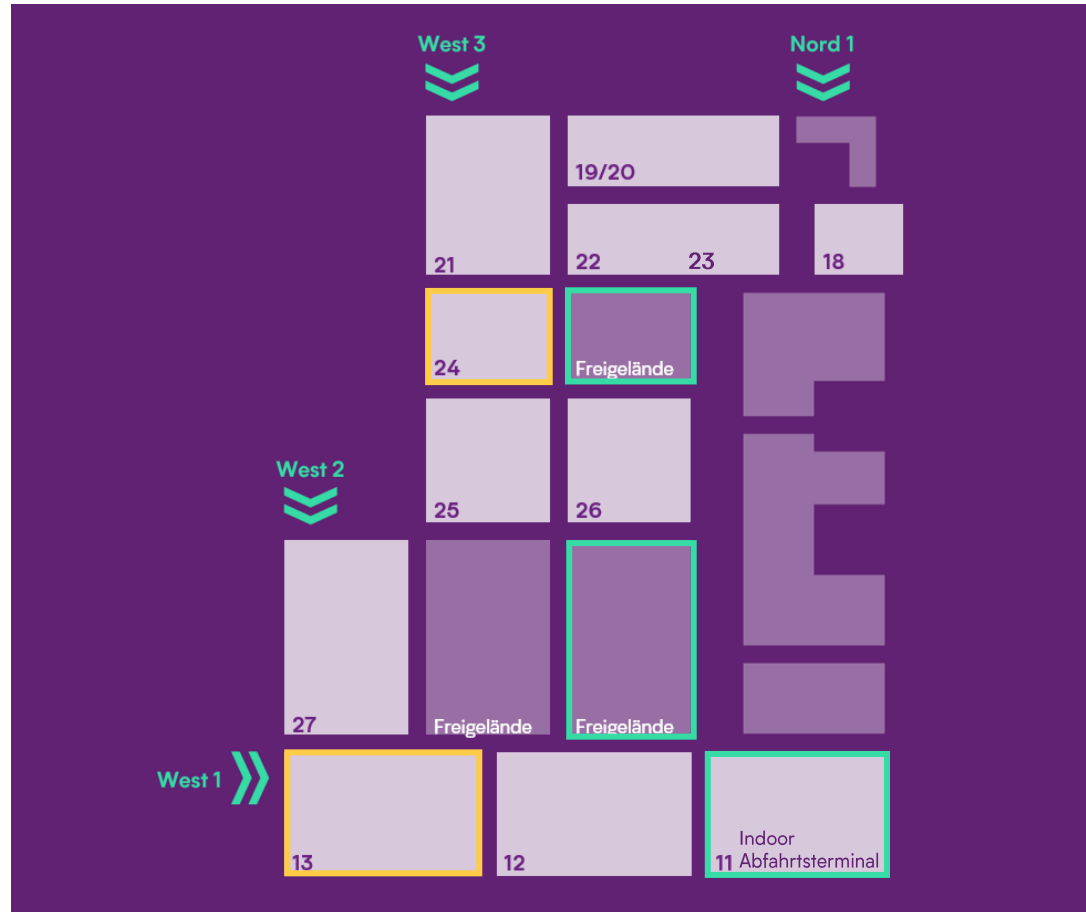 West 3
Nord 1
19/20
21
22
23
18
24
Freigelände
West 2
25
26
27
Freigelände
Freigelände
West 1
13
12
11
Indoor
Abfahrtsterminal